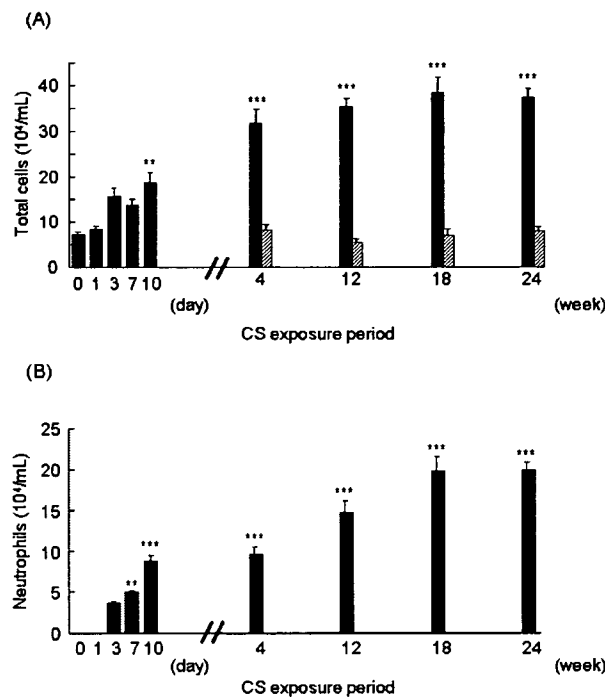 (A)
Total cells (10⁴/mL)
40
30
20
10
0
**
***
***
***
***
0 1 3 7 10
4
12
18
24
(day)
(week)
CS exposure period
(B)
Neutrophils (10⁴/mL)
25
20
15
10
5
0
**
***
***
***
***
***
0 1 3 7 10
4
12
18
24
(day)
(week)
CS exposure period